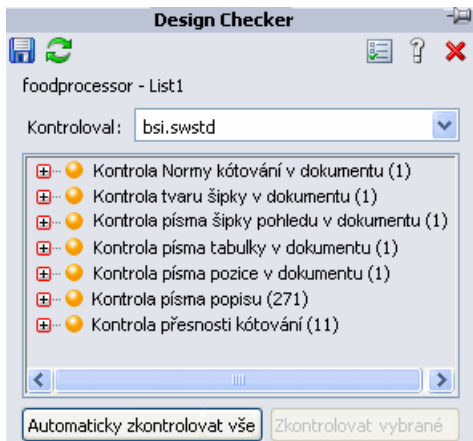 Design Checker
foodprocessor - List1
Kontroloval: bsi.swstd
Kontrola Normy kótování v dokumentu (1)
Kontrola tvaru šipky v dokumentu (1)
Kontrola písma šipky pohledu v dokumentu (1)
Kontrola písma tabulky v dokumentu (1)
Kontrola písma pozice v dokumentu (1)
Kontrola písma popisu (271)
Kontrola přesnosti kótování (11)
Automaticky zkontrolovat vše Zkontrolovat vybrané